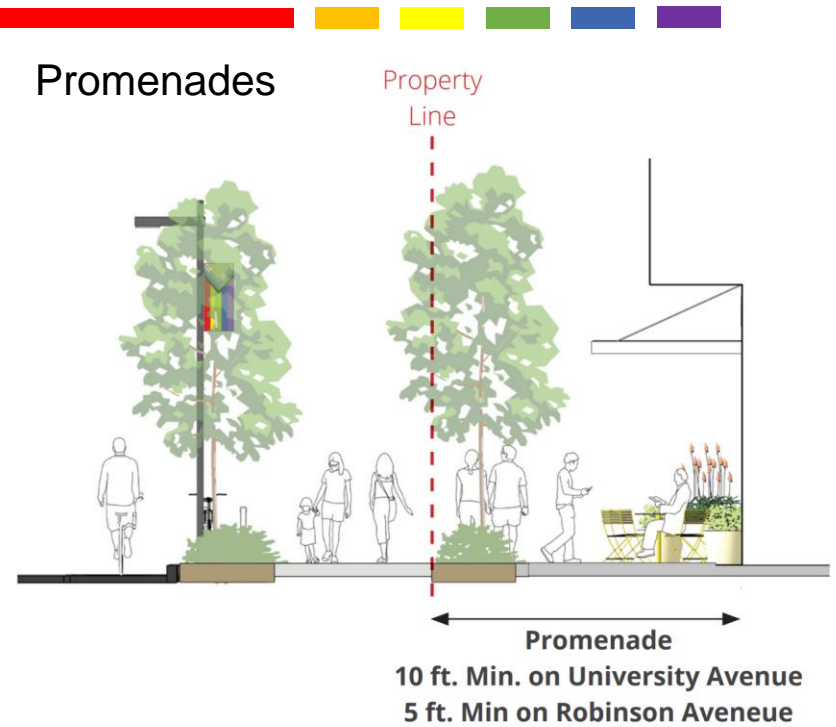 Promenades
Property
Line
Promenade
10 ft. Min. on University Avenue
5 ft. Min on Robinson Aveneue